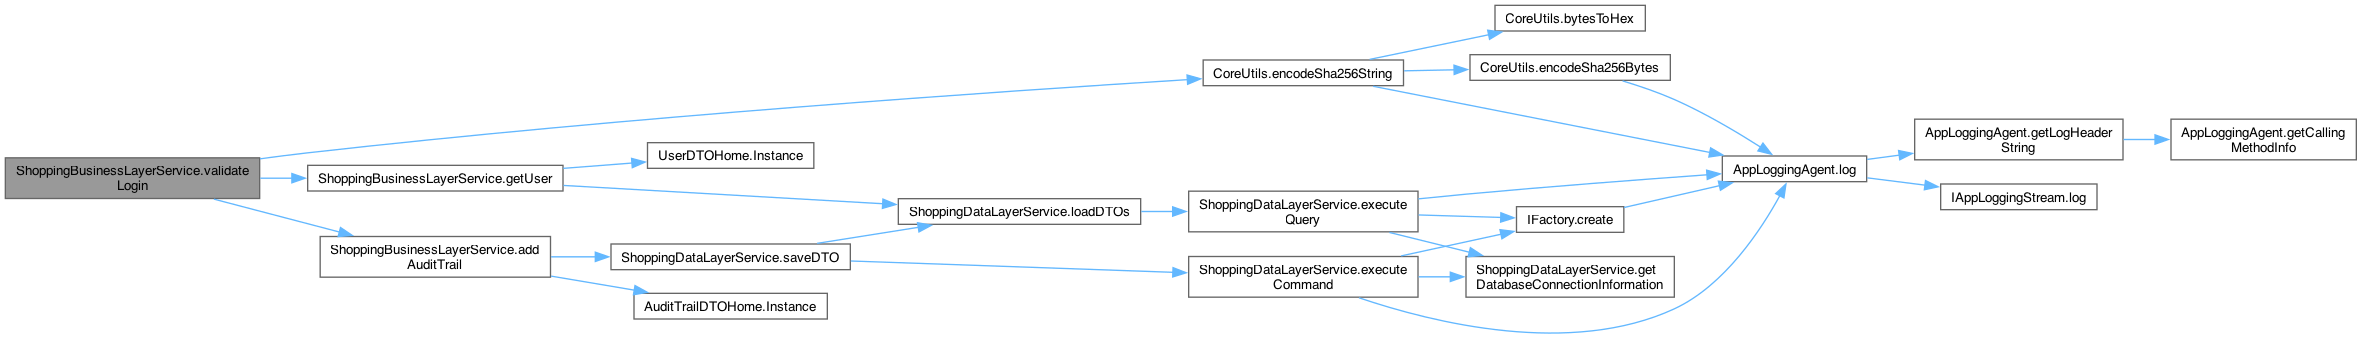 ShoppingBusinessLayerService.validate
Login
ShoppingBusinessLayerService.getUser
ShoppingBusinessLayerService.add
AuditTrail
UserDTOHome.Instance
ShoppingDataLayerService.saveDTO
AuditTrailDTOHome.Instance
ShoppingDataLayerService.loadDTOs
CoreUtils.encodeSha256String
ShoppingDataLayerService.execute
Query
ShoppingDataLayerService.execute
Command
CoreUtils.bytesToHex
CoreUtils.encodeSha256Bytes
IFactory.create
ShoppingDataLayerService.get
DatabaseConnectionInformation
AppLoggingAgent.log
AppLoggingAgent.getLogHeader
String
IAppLoggingStream.log
AppLoggingAgent.getCalling
MethodInfo